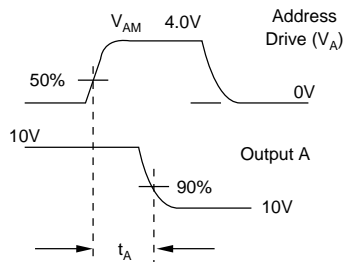 Address
V_AM 4.0V Drive (V_A)
50%
0V
10V
Output A
90%
10V
t_A